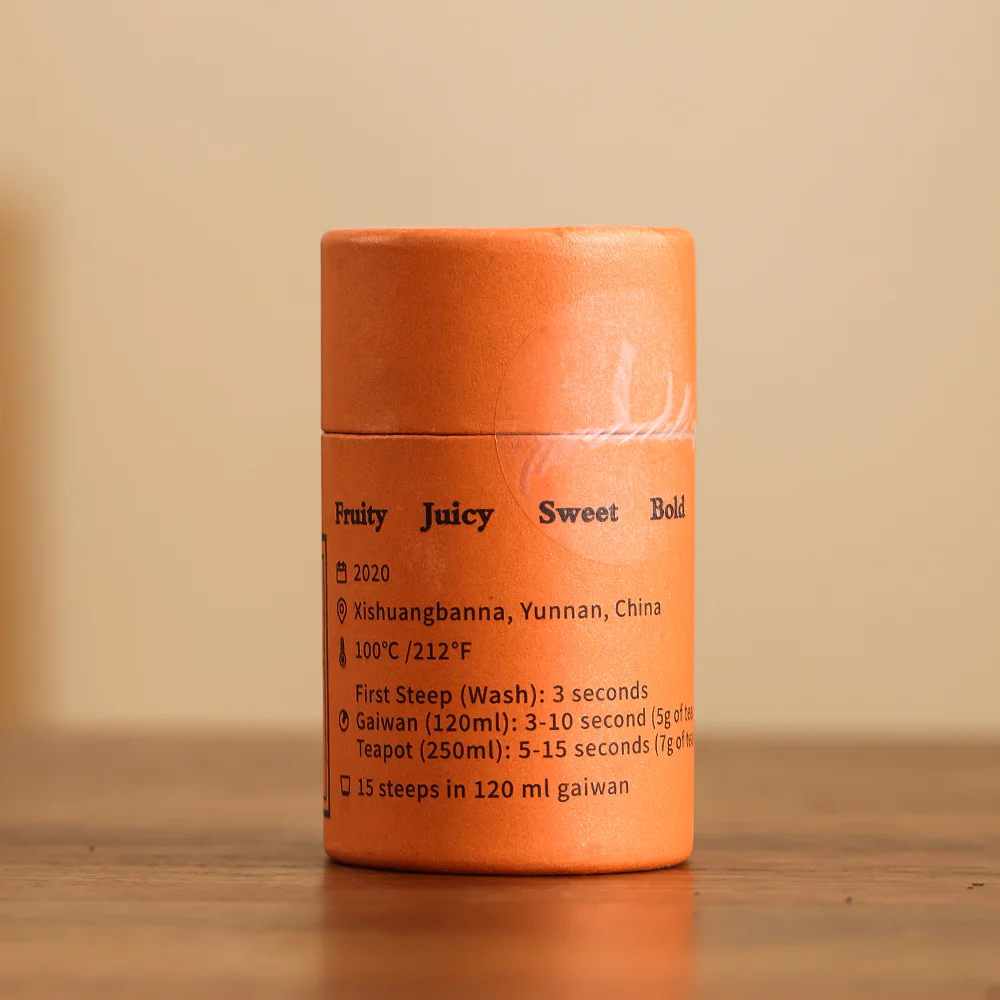 Fruity Juicy Sweet Bold
2020
Xishuangbanna, Yunnan, China
100°C /212°F
First Steep (Wash): 3 seconds
Gaiwan (120ml): 3-10 second (5g of tea
Teapot (250ml): 5-15 seconds (7g of tea
15 steeps in 120 ml gaiwan